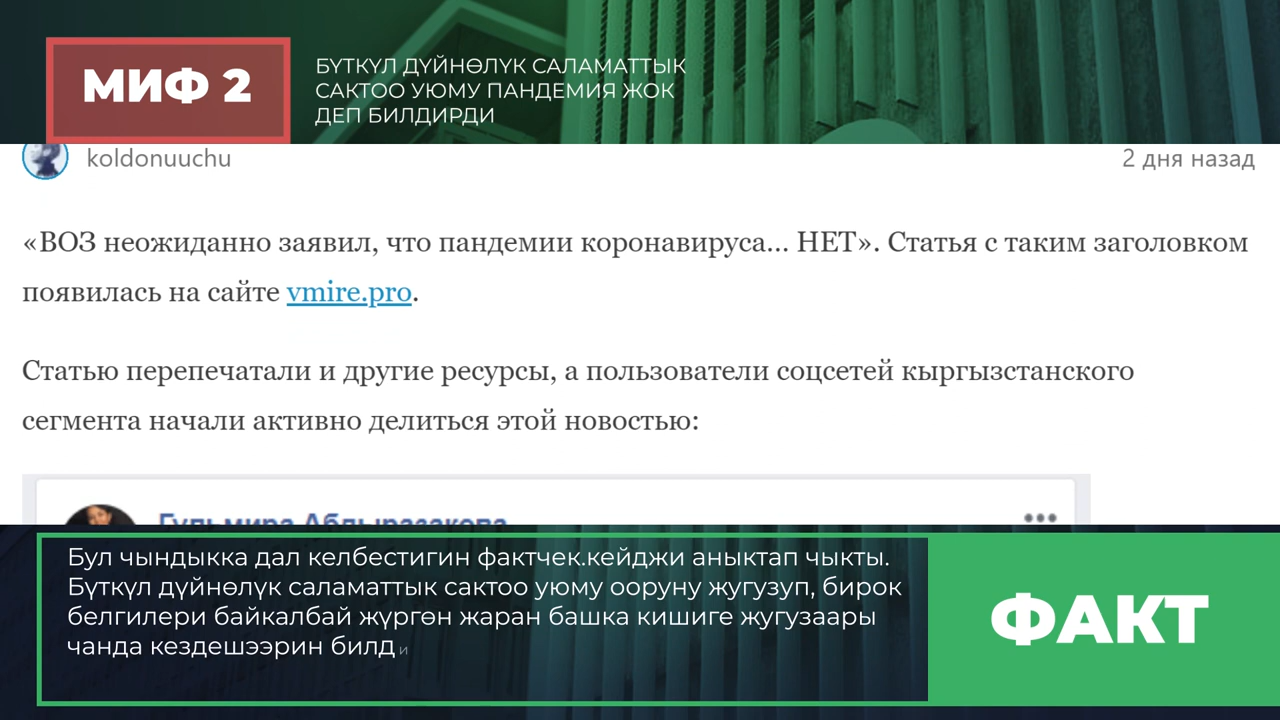 МИФ 2
БҮТКҮЛ ДҮЙНӨЛҮК САЛАМАТТЫК
САКТОО УЮМУ ПАНДЕМИЯ ЖОК
ДЕП БИЛДИРДИ
koldonuuchu
2 дня назад
«ВОЗ неожиданно заявил, что пандемии коронавируса... НЕТ». Статья с таким заголовком
появилась на сайте vmire.pro.
Статью перепечатали и другие ресурсы, а пользователи соцсетей кыргызстанского
сегмента начали активно делиться этой новостью:
Гульмира Абдыразакова
Бул чындыкка дал келбестигин фактчек.кейджи аныктап чыкты.
Бүткүл дүйнөлүк саламаттык сактоо уюму ооруну жугузуп, бирок
белгилери байкалбай жүргөн жаран башка кишиге жугузаары
чанда кездешээрин билди
ФАКТ